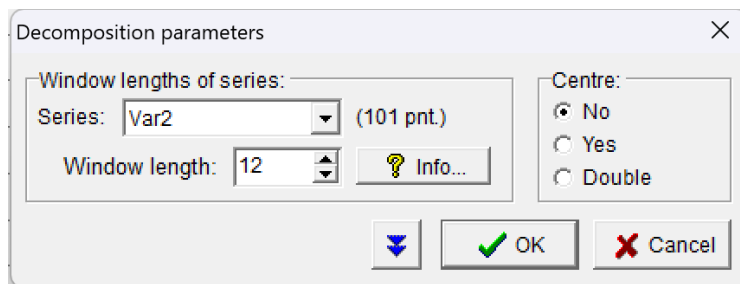 Decomposition parameters
Window lengths of series:
Series: Var2 (101 pnt.)
Window length: 12 Info...
Centre:
No
Yes
Double
OK Cancel